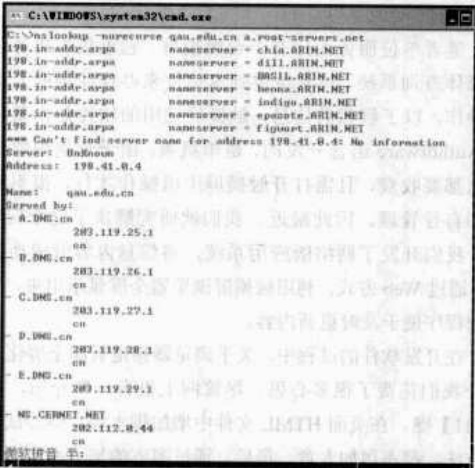 C:\WINDOWS\system32\cmd.exe
C:\>nslookup -norecurse qau.edu.cn a.root-servers.net
198.in-addr.arpa nameserver = chia.ARIN.NET
198.in-addr.arpa nameserver = dill.ARIN.NET
198.in-addr.arpa nameserver = BASIL.ARIN.NET
198.in-addr.arpa nameserver = henna.ARIN.NET
198.in-addr.arpa nameserver = indigo.ARIN.NET
198.in-addr.arpa nameserver = epazote.ARIN.NET
198.in-addr.arpa nameserver = figwort.ARIN.NET
*** Can't find server name for address 198.41.0.4: No information
Server: UnKnown
Address: 198.41.0.4
Name: qau.edu.cn
Served by:
- A.DNS.cn
203.119.25.1
cn
- B.DNS.cn
203.119.26.1
cn
- C.DNS.cn
203.119.27.1
cn
- D.DNS.cn
203.119.28.1
cn
- E.DNS.cn
203.119.29.1
cn
- NS.CERNET.NET
202.112.0.44
cn
微软拼音 半: